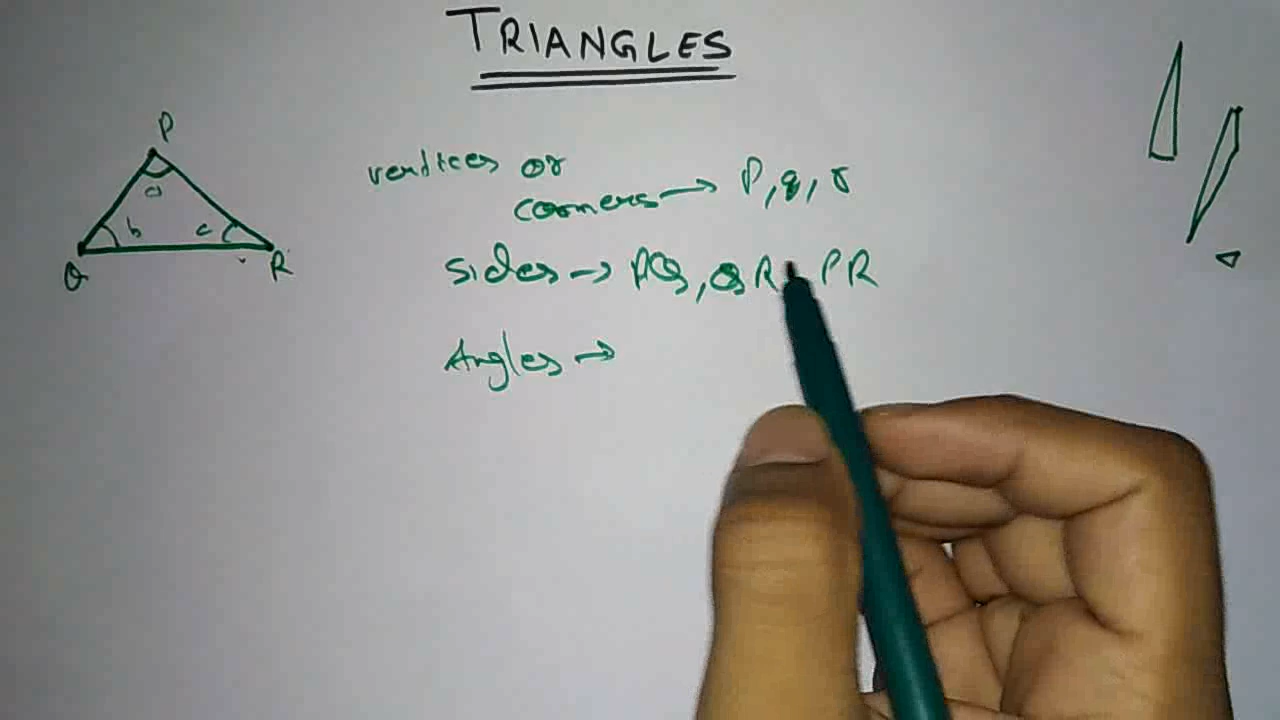 TRIANGLES
P
a
b
c
Q
R
vertices or
corners → P, q, r
sides → PQ, QR, PR
Angles →